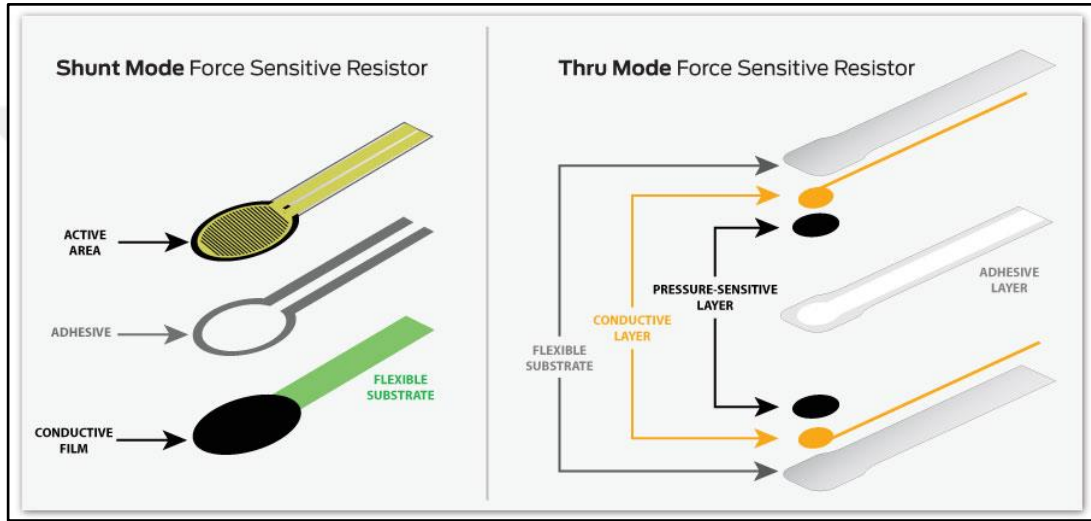 Shunt Mode Force Sensitive Resistor
ACTIVE
AREA
ADHESIVE
FLEXIBLE
SUBSTRATE
CONDUCTIVE
FILM
Thru Mode Force Sensitive Resistor
PRESSURE-SENSITIVE
LAYER
ADHESIVE
LAYER
CONDUCTIVE
LAYER
FLEXIBLE
SUBSTRATE